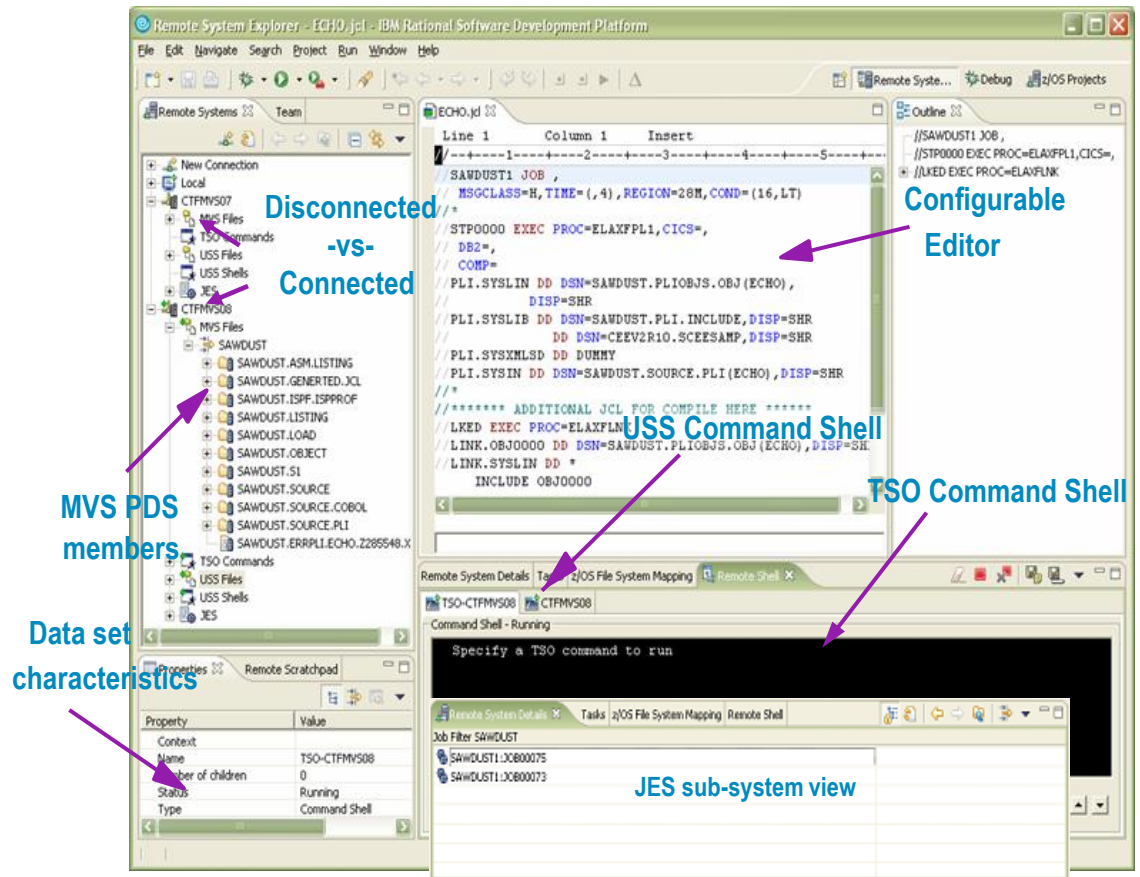 Remote System Explorer - ECHO.jcl - IBM Rational Software Development Platform
File Edit Navigate Search Project Run Window Help
Remote Syste... Debug z/OS Projects
Remote Systems Team
New Connection
Local
CTFMVS07
MVS Files
TSO Commands
USS Files
USS Shells
JES
CTFMVS08
MVS Files
SAWDUST
SAWDUST.ASM.LISTING
SAWDUST.GENERTED.JCL
SAWDUST.ISPF.ISPPROF
SAWDUST.LISTING
SAWDUST.LOAD
SAWDUST.OBJECT
SAWDUST.S1
SAWDUST.SOURCE
SAWDUST.SOURCE.COBOL
SAWDUST.SOURCE.PLI
SAWDUST.ERRPLI.ECHO.Z285548.X
TSO Commands
USS Files
USS Shells
JES
Disconnected
-vs-
Connected
MVS PDS
members
Data set
characteristics
ECHO.jcl
Line 1 Column 1 Insert
//--+----1----+----2----+----3----+----4----+----5----+--
//SAWDUST1 JOB ,
// MSGCLASS=H,TIME=(,4),REGION=28M,COND=(16,LT)
//*
//STP0000 EXEC PROC=ELAXFPL1,CICS=,
// DB2=,
// COMP=
//PLI.SYSLIN DD DSN=SAWDUST.PLIOBJS.OBJ(ECHO),
// DISP=SHR
//PLI.SYSLIB DD DSN=SAWDUST.PLI.INCLUDE,DISP=SHR
// DD DSN=CEEV2R10.SCEESAMP,DISP=SHR
//PLI.SYSXMLSD DD DUMMY
//PLI.SYSIN DD DSN=SAWDUST.SOURCE.PLI(ECHO),DISP=SHR
//*
//******* ADDITIONAL JCL FOR COMPILE HERE ******
//LKED EXEC PROC=ELAXFLNK
//LINK.OBJ0000 DD DSN=SAWDUST.PLIOBJS.OBJ(ECHO),DISP=SH
//LINK.SYSLIN DD *
INCLUDE OBJ0000
Outline
//SAWDUST1 JOB ,
//STP0000 EXEC PROC=ELAXFPL1,CICS=,
//LKED EXEC PROC=ELAXFLNK
Configurable
Editor
USS Command Shell
TSO Command Shell
Remote System Details Tasks z/OS File System Mapping Remote Shell
TSO-CTFMVS08 CTFMVS08
Command Shell - Running
Specify a TSO command to run
Properties Remote Scratchpad
Property Value
Context
Name TSO-CTFMVS08
Number of children 0
Status Running
Type Command Shell
Remote System Details Tasks z/OS File System Mapping Remote Shell
Job Filter SAWDUST
SAWDUST1:JOB00075
SAWDUST1:JOB00073
JES sub-system view